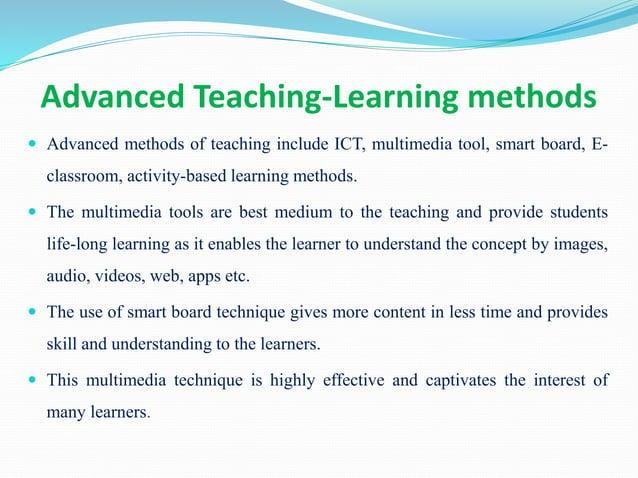 Advanced Teaching-Learning methods
Advanced methods of teaching include ICT, multimedia tool, smart board, E-
classroom, activity-based learning methods.
The multimedia tools are best medium to the teaching and provide students
life-long learning as it enables the learner to understand the concept by images,
audio, videos, web, apps etc.
The use of smart board technique gives more content in less time and provides
skill and understanding to the learners.
This multimedia technique is highly effective and captivates the interest of
many learners.